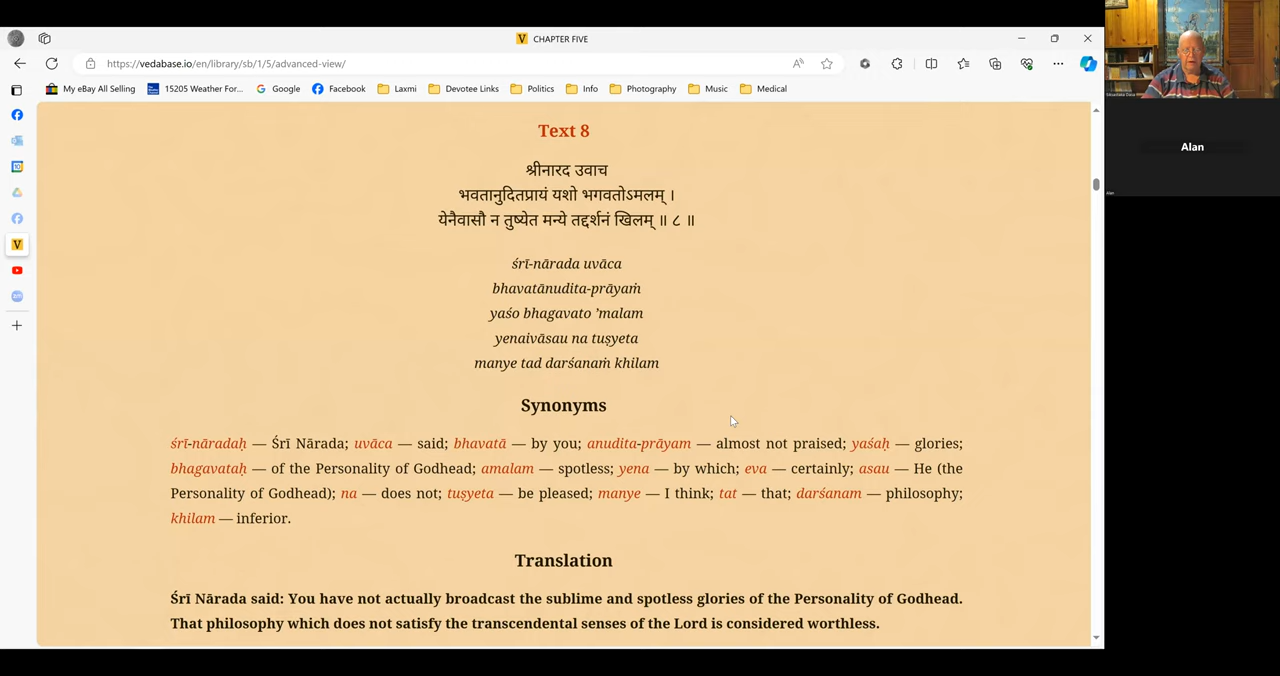 CHAPTER FIVE
https://vedabase.io/en/library/sb/1/5/advanced-view/
My eBay All Selling
15205 Weather For...
Google
Facebook
Laxmi
Devotee Links
Politics
Info
Photography
Music
Medical
Text 8
श्रीनारद उवाच
भवतानुदितप्रायं यशो भगवतोऽमलम् ।
येनैवासौ न तुष्येत मन्ये तद्दर्शनं खिलम् ॥ ८ ॥
śrī-nārada uvāca
bhavatānudita-prāyaṁ
yaśo bhagavato ’malam
yenaivāsau na tuṣyeta
manye tad darśanaṁ khilam
Synonyms
śrī-nāradaḥ — Śrī Nārada; uvāca — said; bhavatā — by you; anudita-prāyam — almost not praised; yaśaḥ — glories;
bhagavataḥ — of the Personality of Godhead; amalam — spotless; yena — by which; eva — certainly; asau — He (the
Personality of Godhead); na — does not; tuṣyeta — be pleased; manye — I think; tat — that; darśanam — philosophy;
khilam — inferior.
Translation
Śrī Nārada said: You have not actually broadcast the sublime and spotless glories of the Personality of Godhead.
That philosophy which does not satisfy the transcendental senses of the Lord is considered worthless.
Alan
Alan